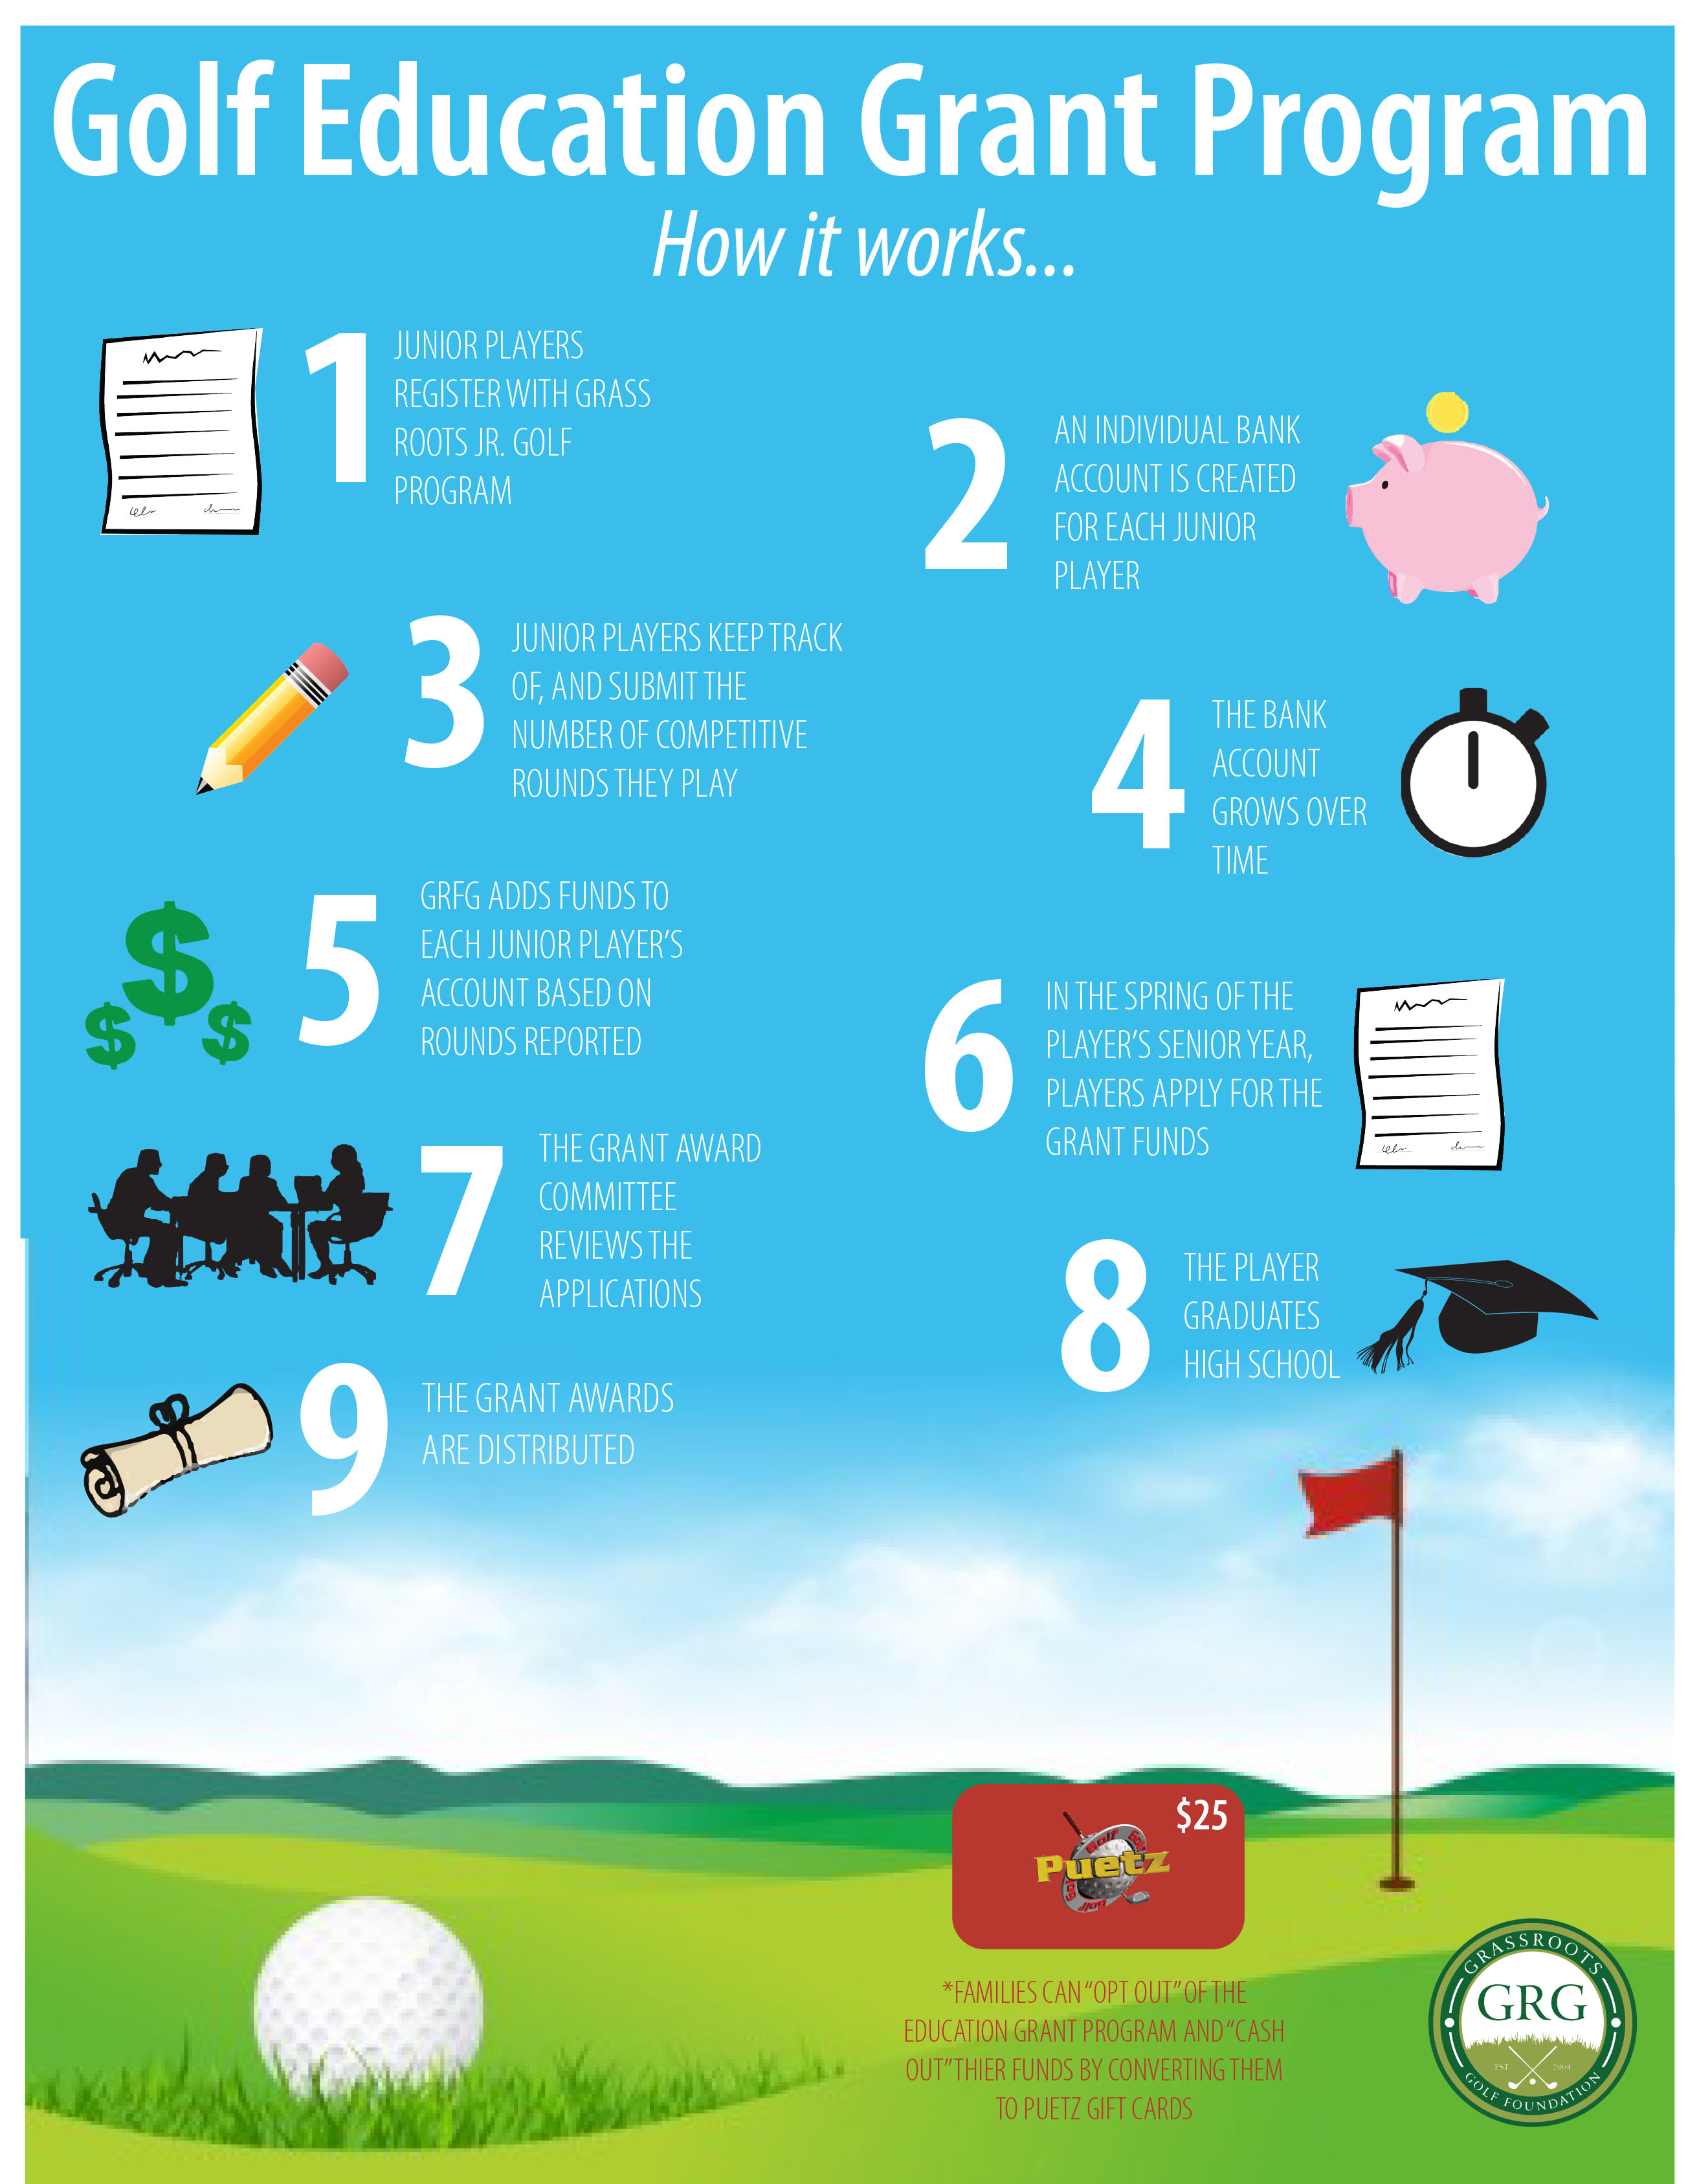 Golf Education Grant Program
How it works...
1
JUNIOR PLAYERS
REGISTER WITH GRASS
ROOTS JR. GOLF
PROGRAM
2
AN INDIVIDUAL BANK
ACCOUNT IS CREATED
FOR EACH JUNIOR
PLAYER
3
JUNIOR PLAYERS KEEP TRACK
OF, AND SUBMIT THE
NUMBER OF COMPETITIVE
ROUNDS THEY PLAY
4
THE BANK
ACCOUNT
GROWS OVER
TIME
5
GRFG ADDS FUNDS TO
EACH JUNIOR PLAYER'S
ACCOUNT BASED ON
ROUNDS REPORTED
6
IN THE SPRING OF THE
PLAYER'S SENIOR YEAR,
PLAYERS APPLY FOR THE
GRANT FUNDS
7
THE GRANT AWARD
COMMITTEE
REVIEWS THE
APPLICATIONS
8
THE PLAYER
GRADUATES
HIGH SCHOOL
9
THE GRANT AWARDS
ARE DISTRIBUTED
$25
Golf
Puetz
Golf
*FAMILIES CAN "OPT OUT" OF THE
EDUCATION GRANT PROGRAM AND "CASH
OUT" THIER FUNDS BY CONVERTING THEM
TO PUETZ GIFT CARDS
GRASSROOTS
GRG
EST
GOLF FOUNDATION